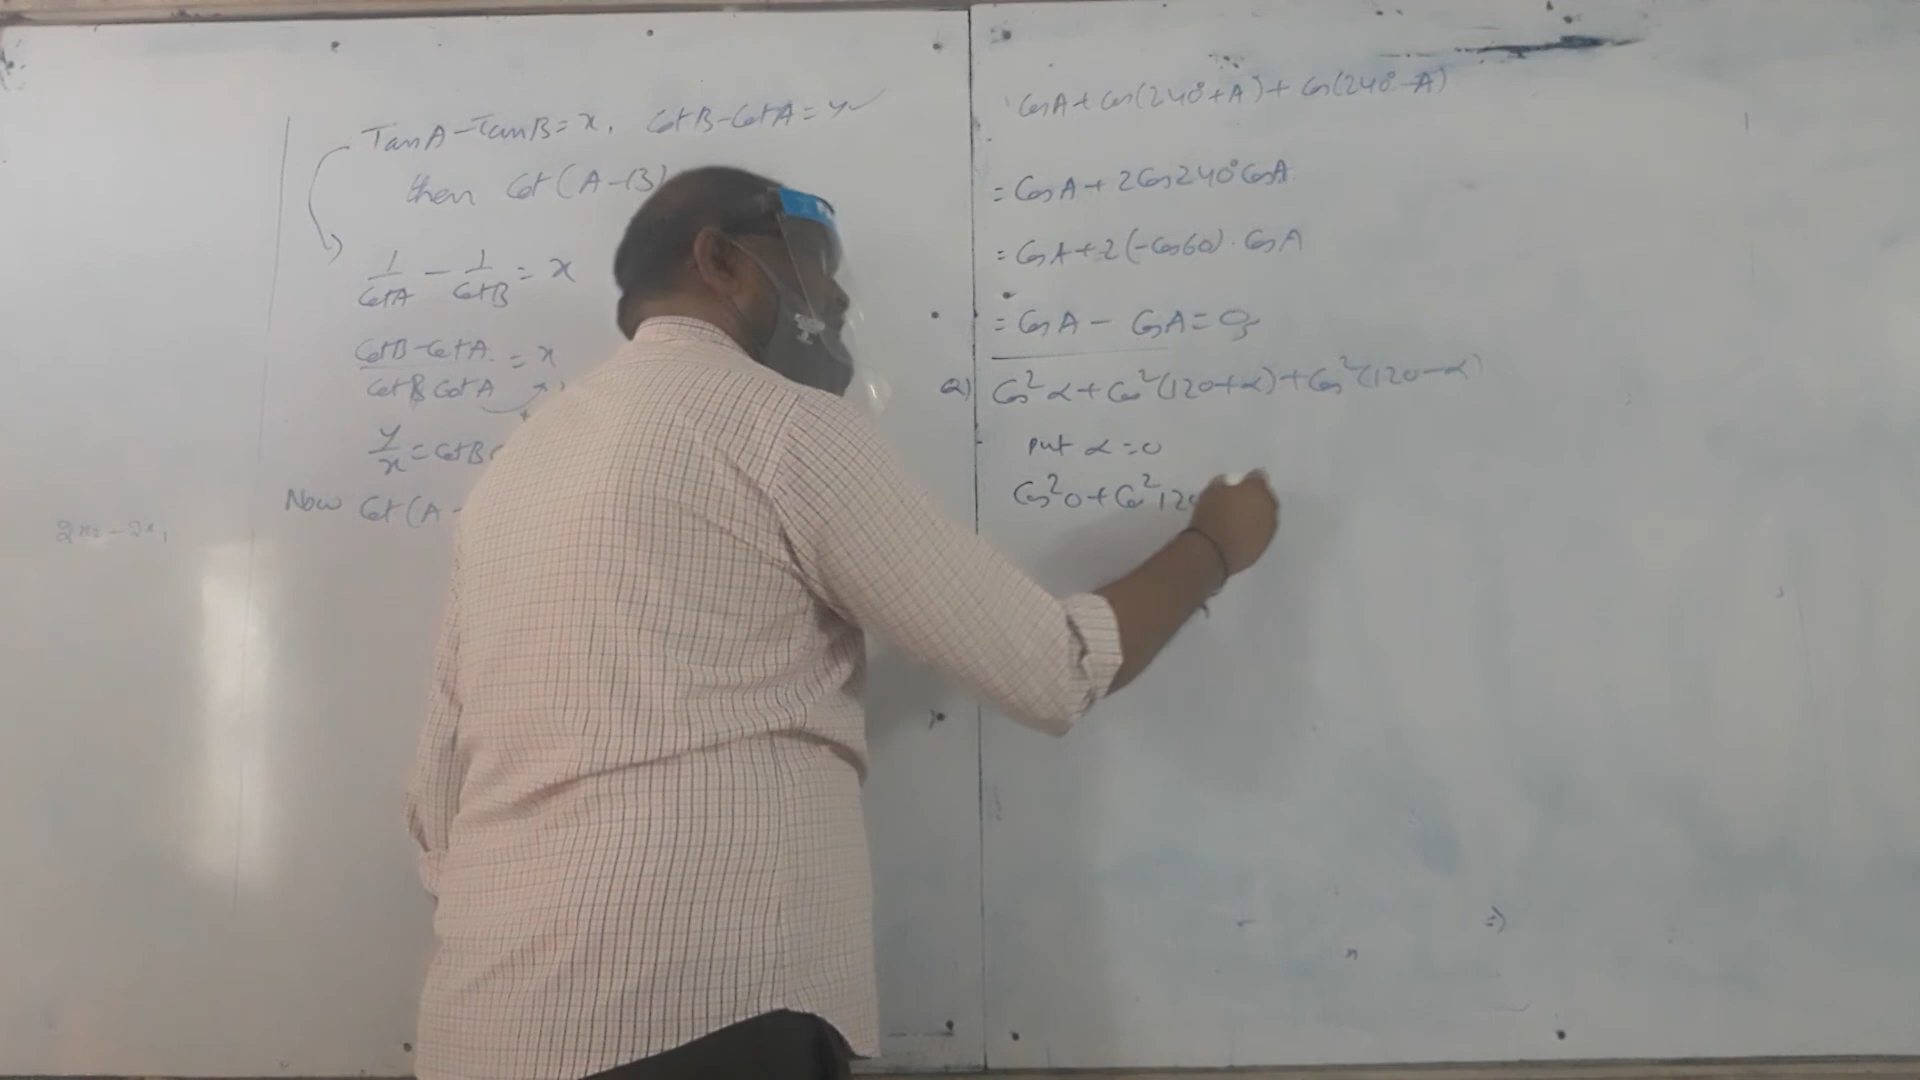 TanA - TanB = x, CotB - CotA = y
then Cot(A-B)
1/CotA - 1/CotB = x
CotB - CotA / CotB CotA = x
y/x = CotB
Now Cot(A-
2x₂ - 2x₁
CosA + Cos(240°+A) + Cos(240°-A)
= CosA + 2Cos240°CosA
= CosA + 2(-Cos60).CosA
= CosA - CosA = 0
Q) Cos²α + Cos²(120+α) + Cos²(120-α)
put α = 0
Cos²0 + Cos²120
=)
n